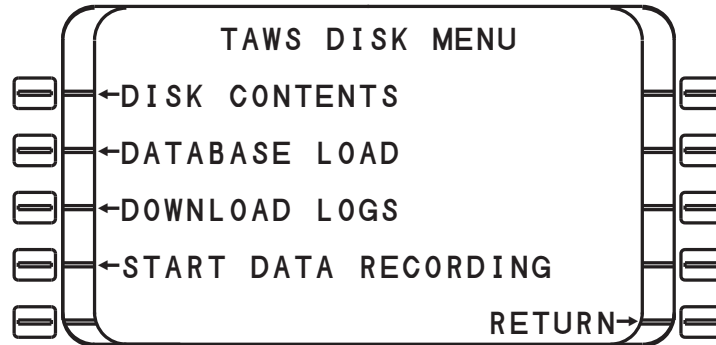 TAWS DISK MENU
←DISK CONTENTS
←DATABASE LOAD
←DOWNLOAD LOGS
←START DATA RECORDING
RETURN→